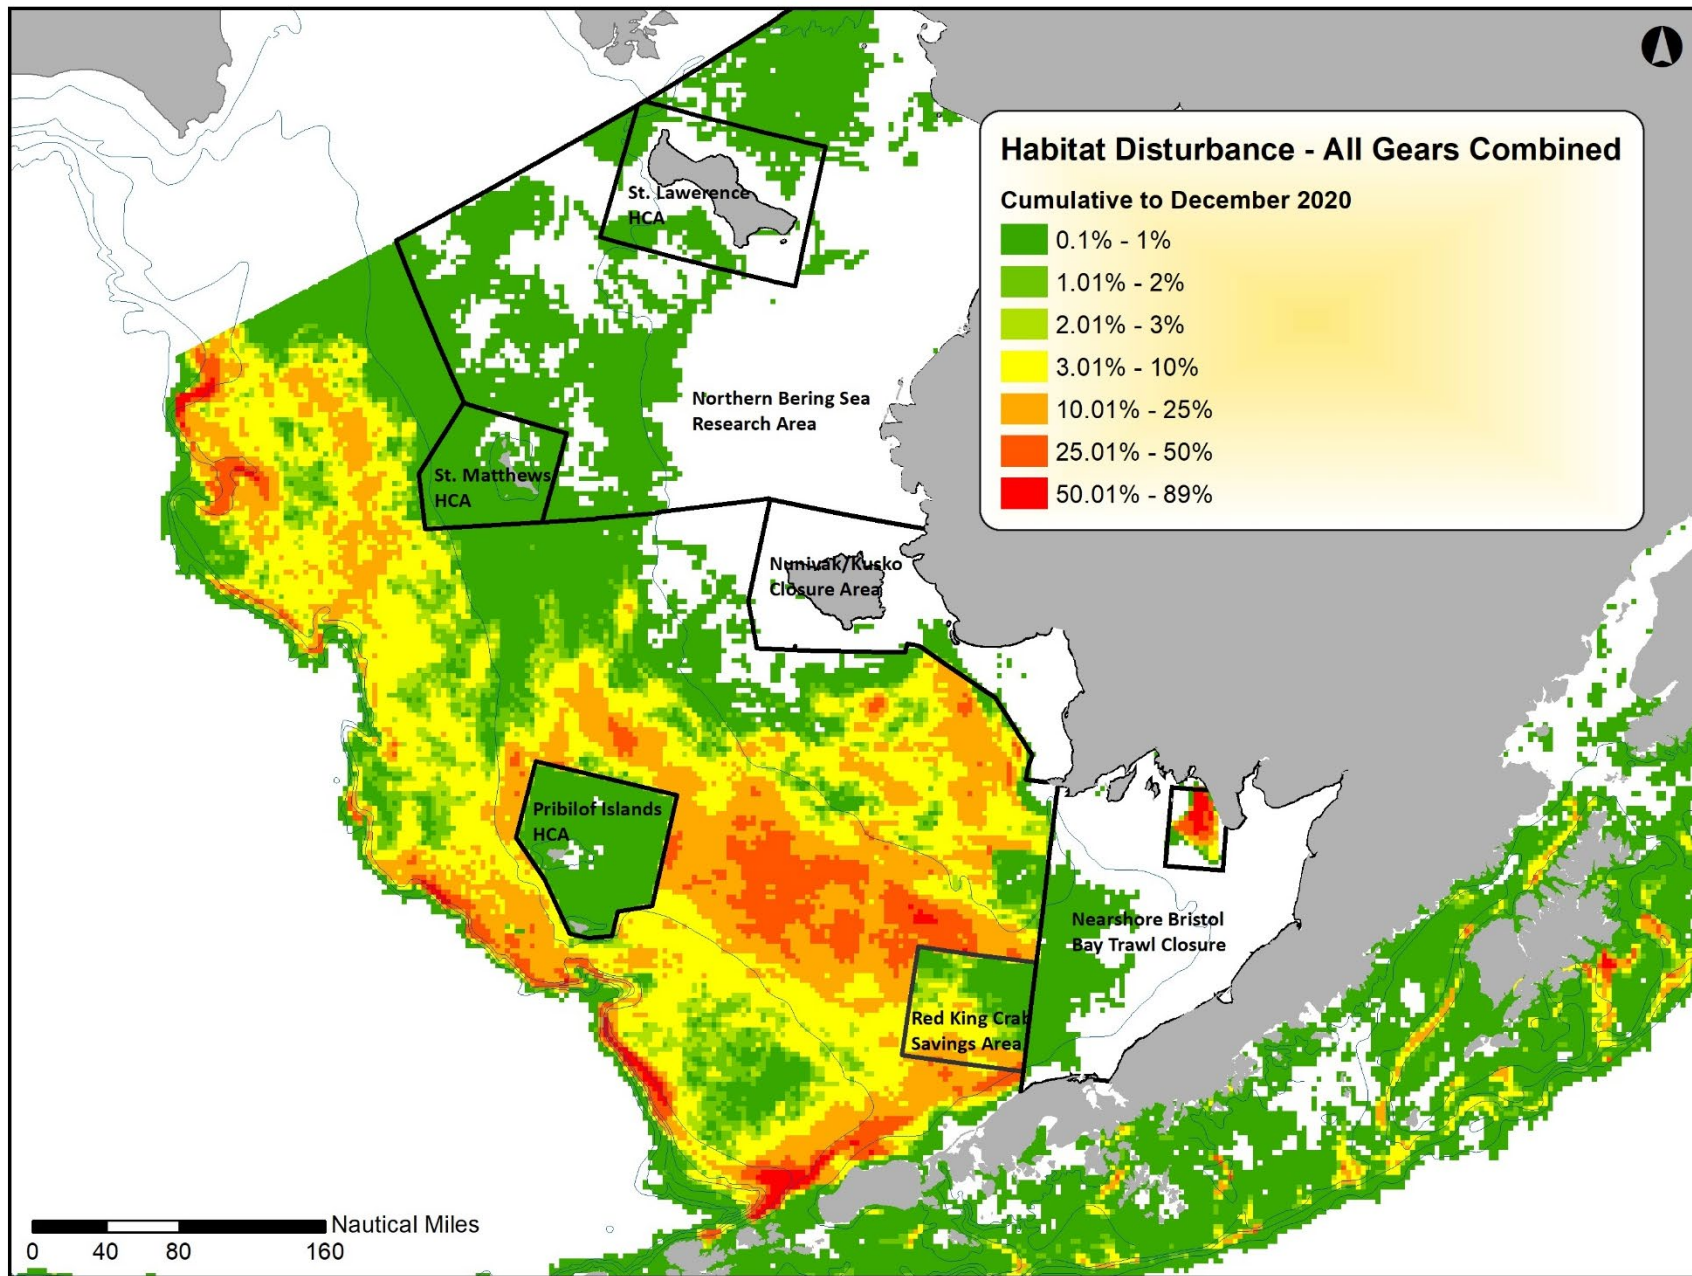 Habitat Disturbance - All Gears Combined
Cumulative to December 2020
0.1% - 1%
1.01% - 2%
2.01% - 3%
3.01% - 10%
10.01% - 25%
25.01% - 50%
50.01% - 89%
St. Lawerence
HCA
Northern Bering Sea
Research Area
St. Matthews
HCA
Nunivak/Kusko
Closure Area
Pribilof Islands
HCA
Nearshore Bristol
Bay Trawl Closure
Red King Crab
Savings Area
Nautical Miles
0 40 80 160